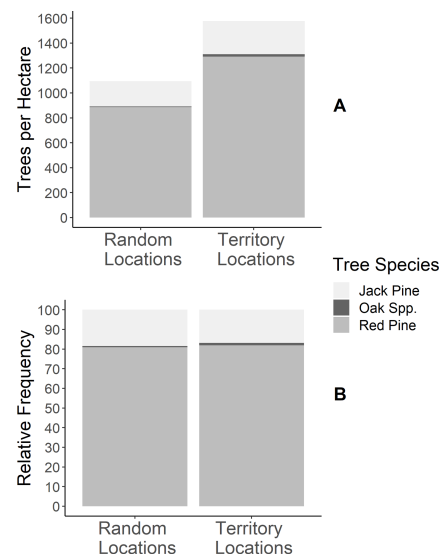 Trees per Hectare
1600
1400
1200
1000
800
600
400
200
0
Random
Locations
Territory
Locations
A
Tree Species
Jack Pine
Oak Spp.
Red Pine
Relative Frequency
100
90
80
70
60
50
40
30
20
10
0
Random
Locations
Territory
Locations
B